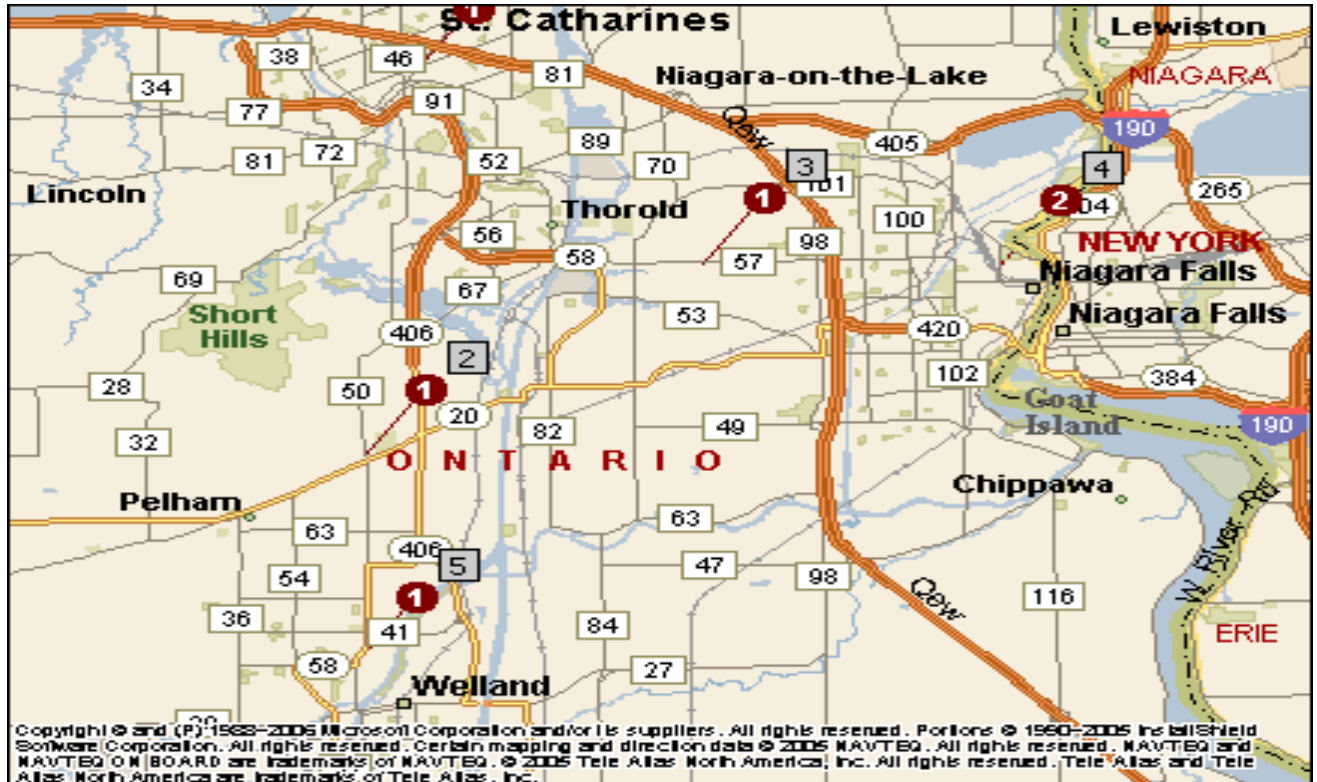 1
St. Catharines
Lewiston
38
46
81
Niagara-on-the-Lake
NIAGARA
34
77
91
Qew
190
89
405
81
72
52
70
3
4
Lincoln
1
101
2
265
Thorold
100
56
98
NEW YORK
58
57
69
67
Niagara Falls
Short
Hills
53
Niagara Falls
406
420
2
28
50
1
102
384
Goat
Island
20
82
49
190
32
ONTARIO
Pelham
Chippawa
63
63
W River Rd
406
5
47
98
54
Qew
116
1
36
41
84
ERIE
58
27
Welland
Copyright © and (P) 1988-2006 Microsoft Corporation and/or its suppliers. All rights reserved. Portions © 1990-2005 InstallShield
Software Corporation. All rights reserved. Certain mapping and direction data © 2005 NAVTEQ. All rights reserved. NAVTEQ and
NAVTEQ ON BOARD are trademarks of NAVTEQ. © 2005 Tele Atlas North America, Inc. All rights reserved. Tele Atlas and Tele
Atlas North America are trademarks of Tele Atlas, Inc.